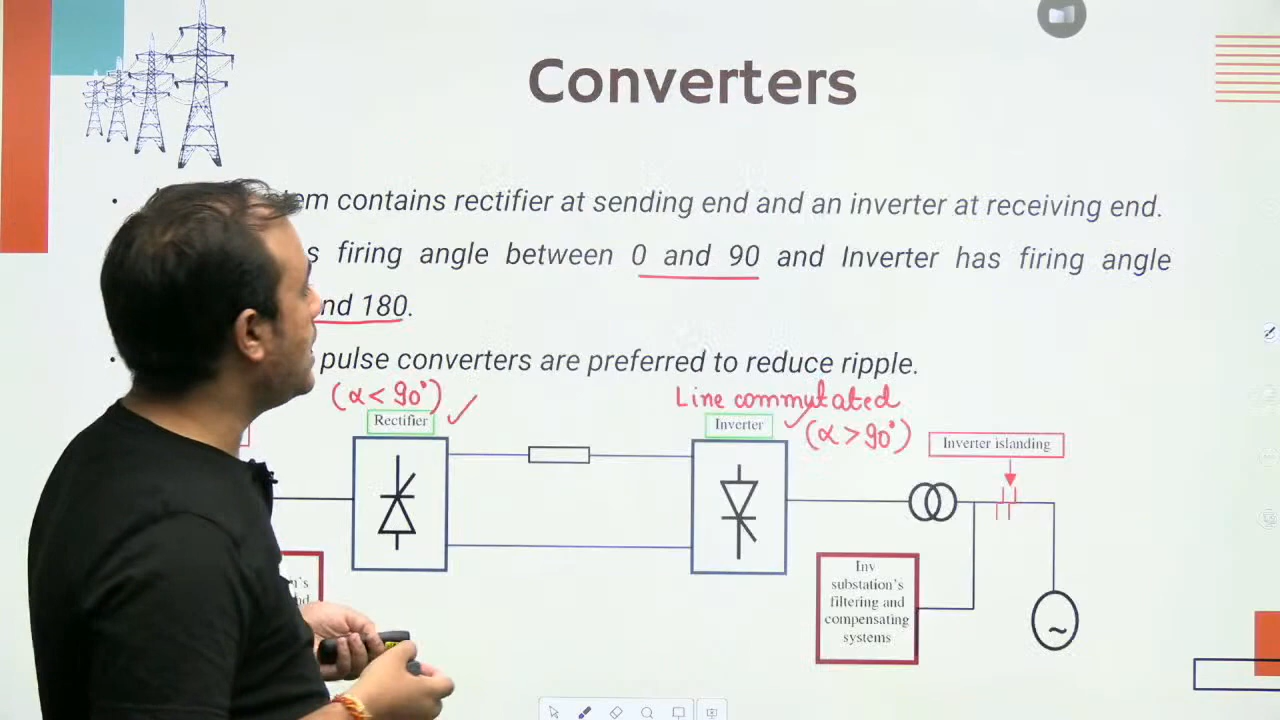 Converters
contains rectifier at sending end and an inverter at receiving end.
firing angle between 0 and 90 and Inverter has firing angle
180.
pulse converters are preferred to reduce ripple.
(α < 90°)
Line commutated
Rectifier
Inverter
(α > 90°)
Inverter islanding
Inv
substation's
filtering and
compensating
systems
~